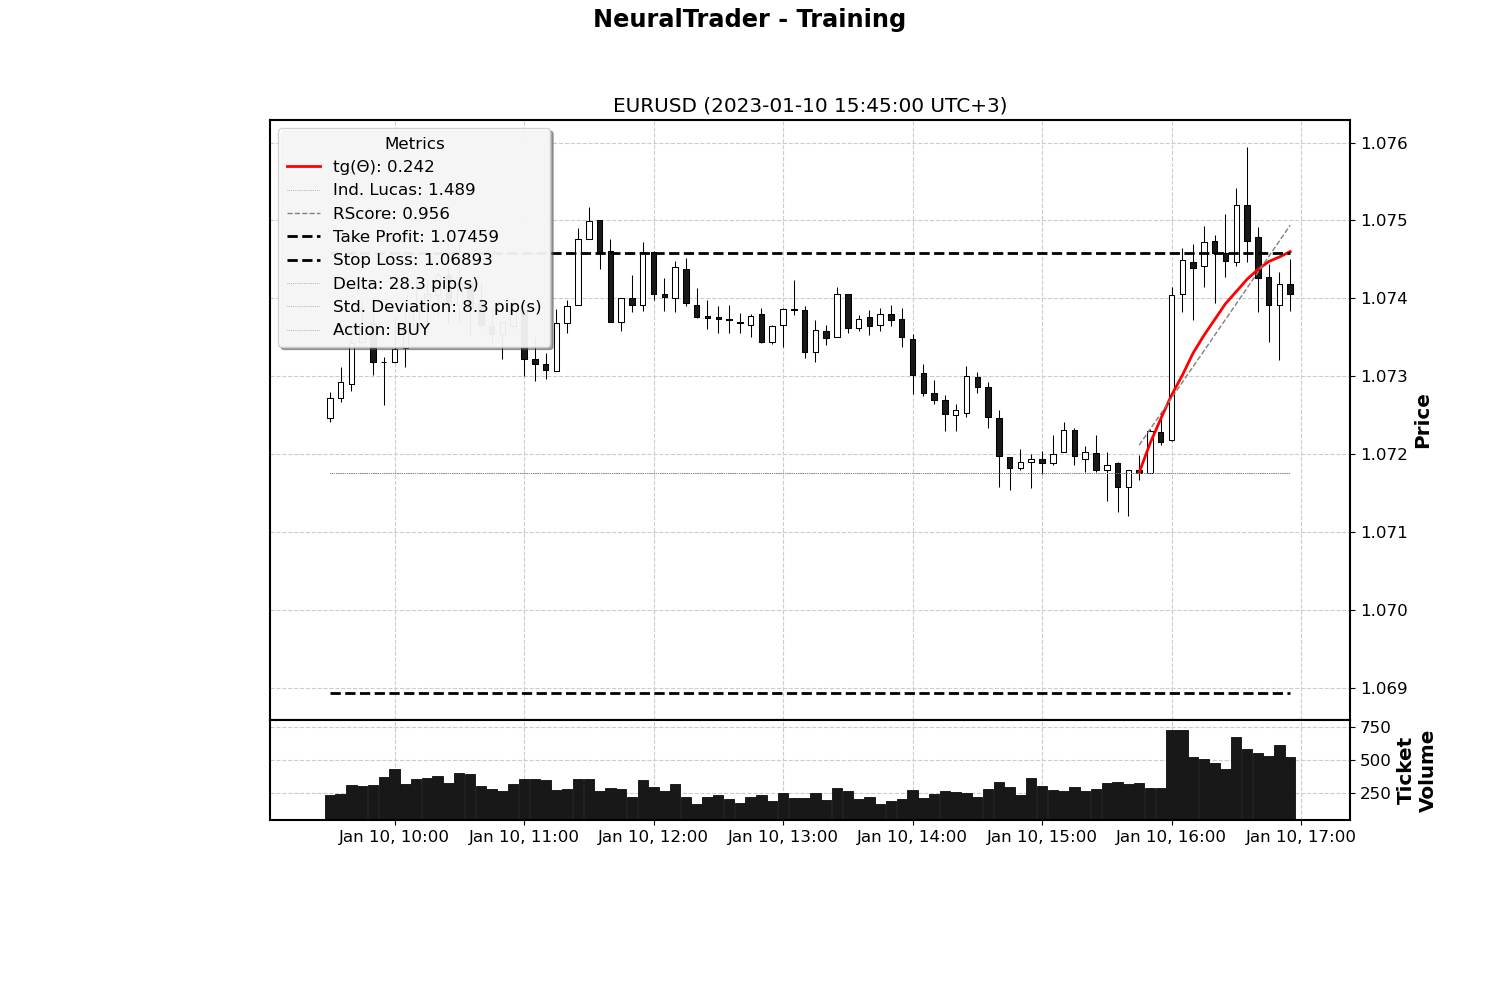 NeuralTrader - Training
EURUSD (2023-01-10 15:45:00 UTC+3)
Metrics
tg(Θ): 0.242
Ind. Lucas: 1.489
RScore: 0.956
Take Profit: 1.07459
Stop Loss: 1.06893
Delta: 28.3 pip(s)
Std. Deviation: 8.3 pip(s)
Action: BUY
1.076
1.075
1.074
1.073
1.072
1.071
1.070
1.069
Price
750
500
250
Ticket
Volume
Jan 10, 10:00
Jan 10, 11:00
Jan 10, 12:00
Jan 10, 13:00
Jan 10, 14:00
Jan 10, 15:00
Jan 10, 16:00
Jan 10, 17:00